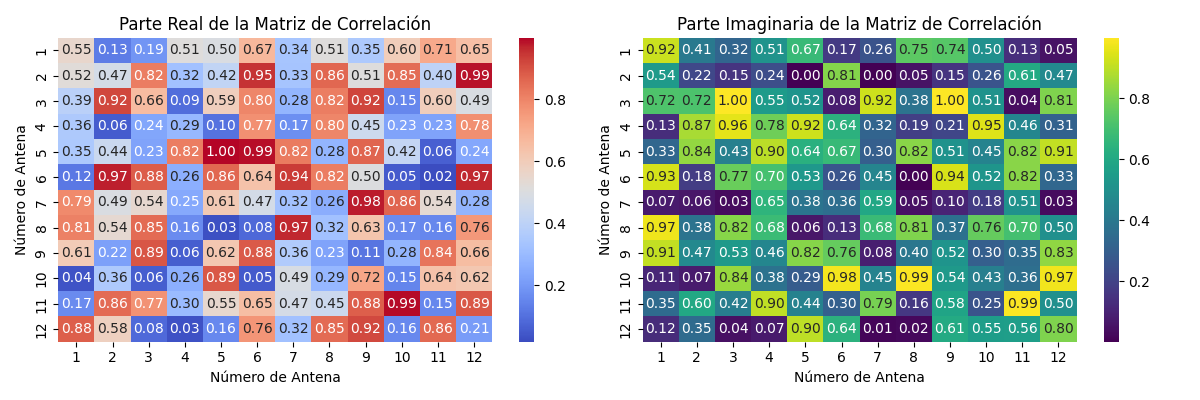 Parte Real de la Matriz de Correlación
1 0.55 0.13 0.19 0.51 0.50 0.67 0.34 0.51 0.35 0.60 0.71 0.65
2 0.52 0.47 0.82 0.32 0.42 0.95 0.33 0.86 0.51 0.85 0.40 0.99
3 0.39 0.92 0.66 0.09 0.59 0.80 0.28 0.82 0.92 0.15 0.60 0.49
4 0.36 0.06 0.24 0.29 0.10 0.77 0.17 0.80 0.45 0.23 0.23 0.78
5 0.35 0.44 0.23 0.82 1.00 0.99 0.82 0.28 0.87 0.42 0.06 0.24
6 0.12 0.97 0.88 0.26 0.86 0.64 0.94 0.82 0.50 0.05 0.02 0.97
7 0.79 0.49 0.54 0.25 0.61 0.47 0.32 0.26 0.98 0.86 0.54 0.28
8 0.81 0.54 0.85 0.16 0.03 0.08 0.97 0.32 0.63 0.17 0.16 0.76
9 0.61 0.22 0.89 0.06 0.62 0.88 0.36 0.23 0.11 0.28 0.84 0.66
10 0.04 0.36 0.06 0.26 0.89 0.05 0.49 0.29 0.72 0.15 0.64 0.62
11 0.17 0.86 0.77 0.30 0.55 0.65 0.47 0.45 0.88 0.99 0.15 0.89
12 0.88 0.58 0.08 0.03 0.16 0.76 0.32 0.85 0.92 0.16 0.86 0.21
1 2 3 4 5 6 7 8 9 10 11 12
Número de Antena
Número de Antena
0.8
0.6
0.4
0.2
Parte Imaginaria de la Matriz de Correlación
1 0.92 0.41 0.32 0.51 0.67 0.17 0.26 0.75 0.74 0.50 0.13 0.05
2 0.54 0.22 0.15 0.24 0.00 0.81 0.00 0.05 0.15 0.26 0.61 0.47
3 0.72 0.72 1.00 0.55 0.52 0.08 0.92 0.38 1.00 0.51 0.04 0.81
4 0.13 0.87 0.96 0.78 0.92 0.64 0.32 0.19 0.21 0.95 0.46 0.31
5 0.33 0.84 0.43 0.90 0.64 0.67 0.30 0.82 0.51 0.45 0.82 0.91
6 0.93 0.18 0.77 0.70 0.53 0.26 0.45 0.00 0.94 0.52 0.82 0.33
7 0.07 0.06 0.03 0.65 0.38 0.36 0.59 0.05 0.10 0.18 0.51 0.03
8 0.97 0.38 0.82 0.68 0.06 0.13 0.68 0.81 0.37 0.76 0.70 0.50
9 0.91 0.47 0.53 0.46 0.82 0.76 0.08 0.40 0.52 0.30 0.35 0.83
10 0.11 0.07 0.84 0.38 0.29 0.98 0.45 0.99 0.54 0.43 0.36 0.97
11 0.35 0.60 0.42 0.90 0.44 0.30 0.79 0.16 0.58 0.25 0.99 0.50
12 0.12 0.35 0.04 0.07 0.90 0.64 0.01 0.02 0.61 0.55 0.56 0.80
1 2 3 4 5 6 7 8 9 10 11 12
Número de Antena
Número de Antena
0.8
0.6
0.4
0.2